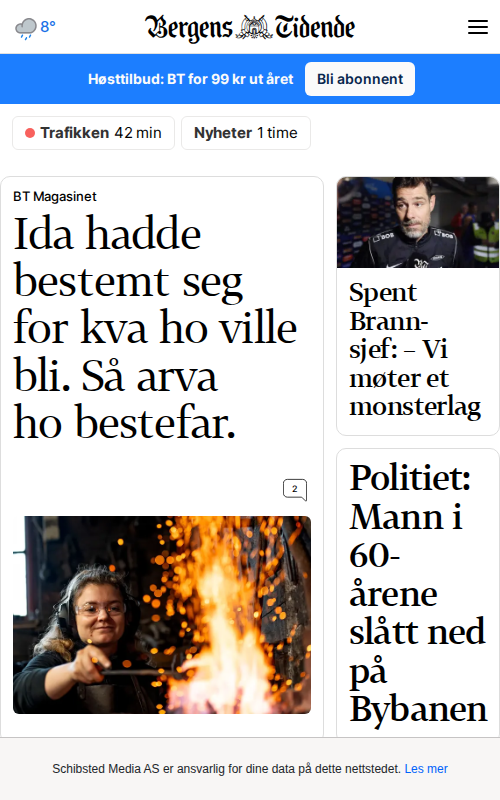 8°
Bergens Tidende
Høsttilbud: BT for 99 kr ut året
Bli abonnent
Trafikken 42 min
Nyheter 1 time
BT Magasinet
Ida hadde
bestemt seg
for kva ho ville
bli. Så arva
ho bestefar.
2
Spent
Brann-
sjef: – Vi
møter et
monsterlag
Politiet:
Mann i
60-
årene
slått ned
på
Bybanen
Schibsted Media AS er ansvarlig for dine data på dette nettstedet. Les mer